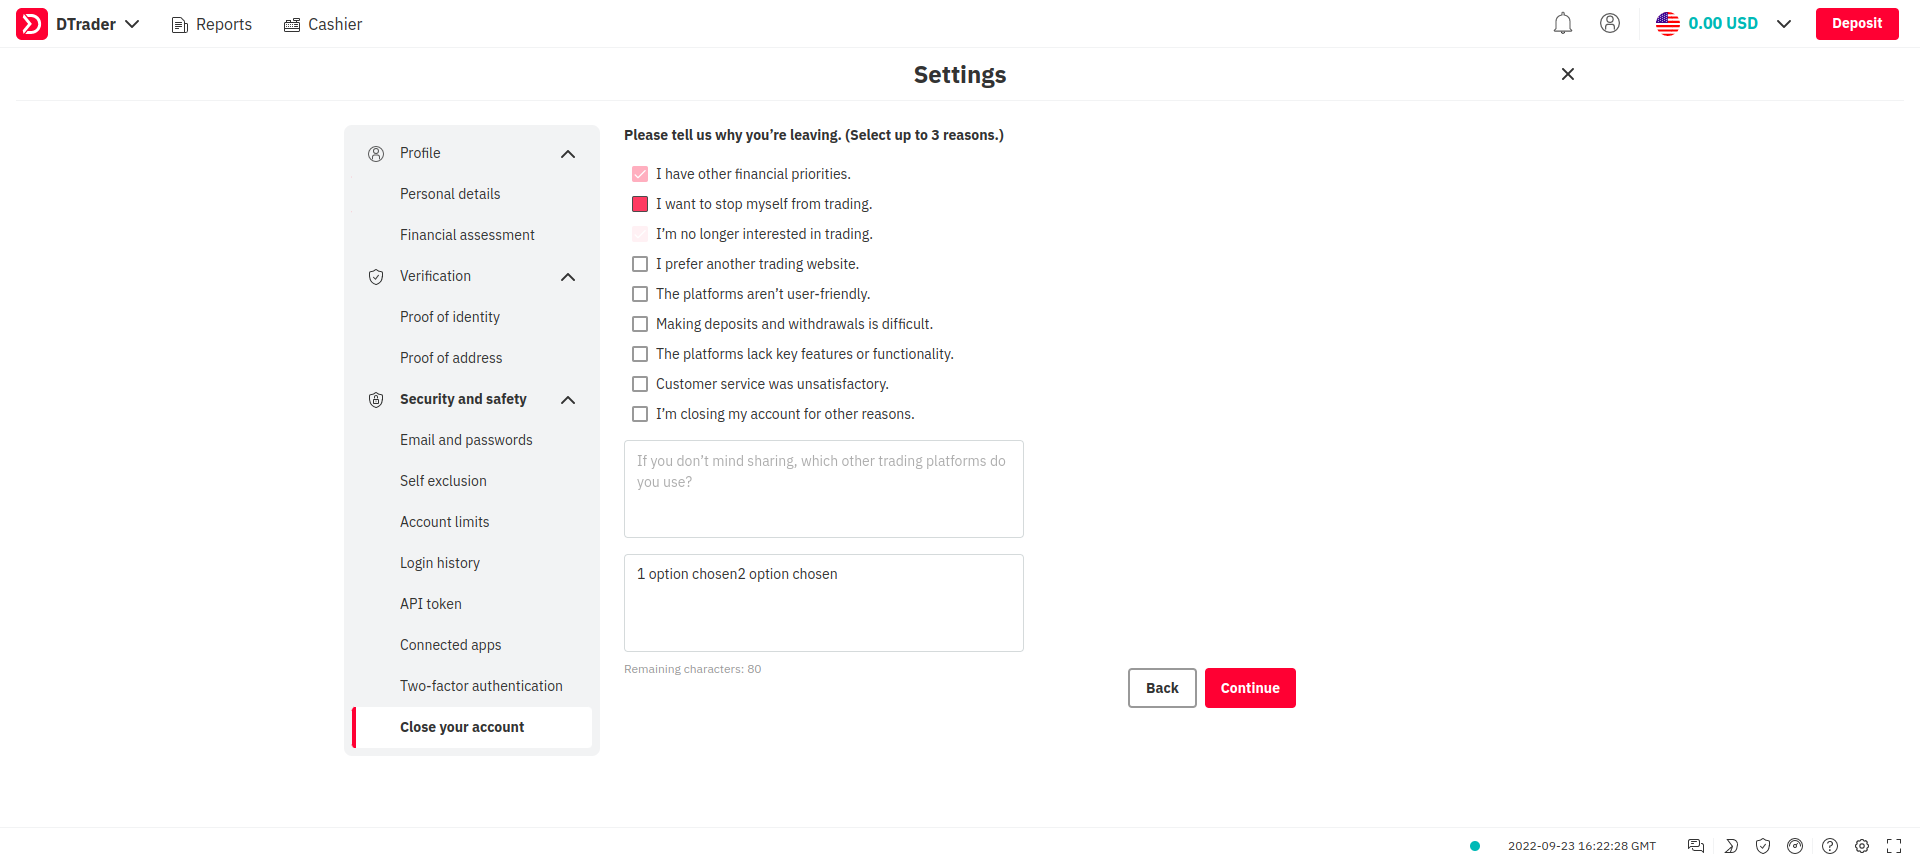 DTrader
Reports
Cashier
0.00 USD
Deposit
Settings
Profile
Personal details
Financial assessment
Verification
Proof of identity
Proof of address
Security and safety
Email and passwords
Self exclusion
Account limits
Login history
API token
Connected apps
Two-factor authentication
Close your account
Please tell us why you’re leaving. (Select up to 3 reasons.)
I have other financial priorities.
I want to stop myself from trading.
I’m no longer interested in trading.
I prefer another trading website.
The platforms aren’t user-friendly.
Making deposits and withdrawals is difficult.
The platforms lack key features or functionality.
Customer service was unsatisfactory.
I’m closing my account for other reasons.
If you don’t mind sharing, which other trading platforms do
you use?
1 option chosen2 option chosen
Remaining characters: 80
Back
Continue
2022-09-23 16:22:28 GMT